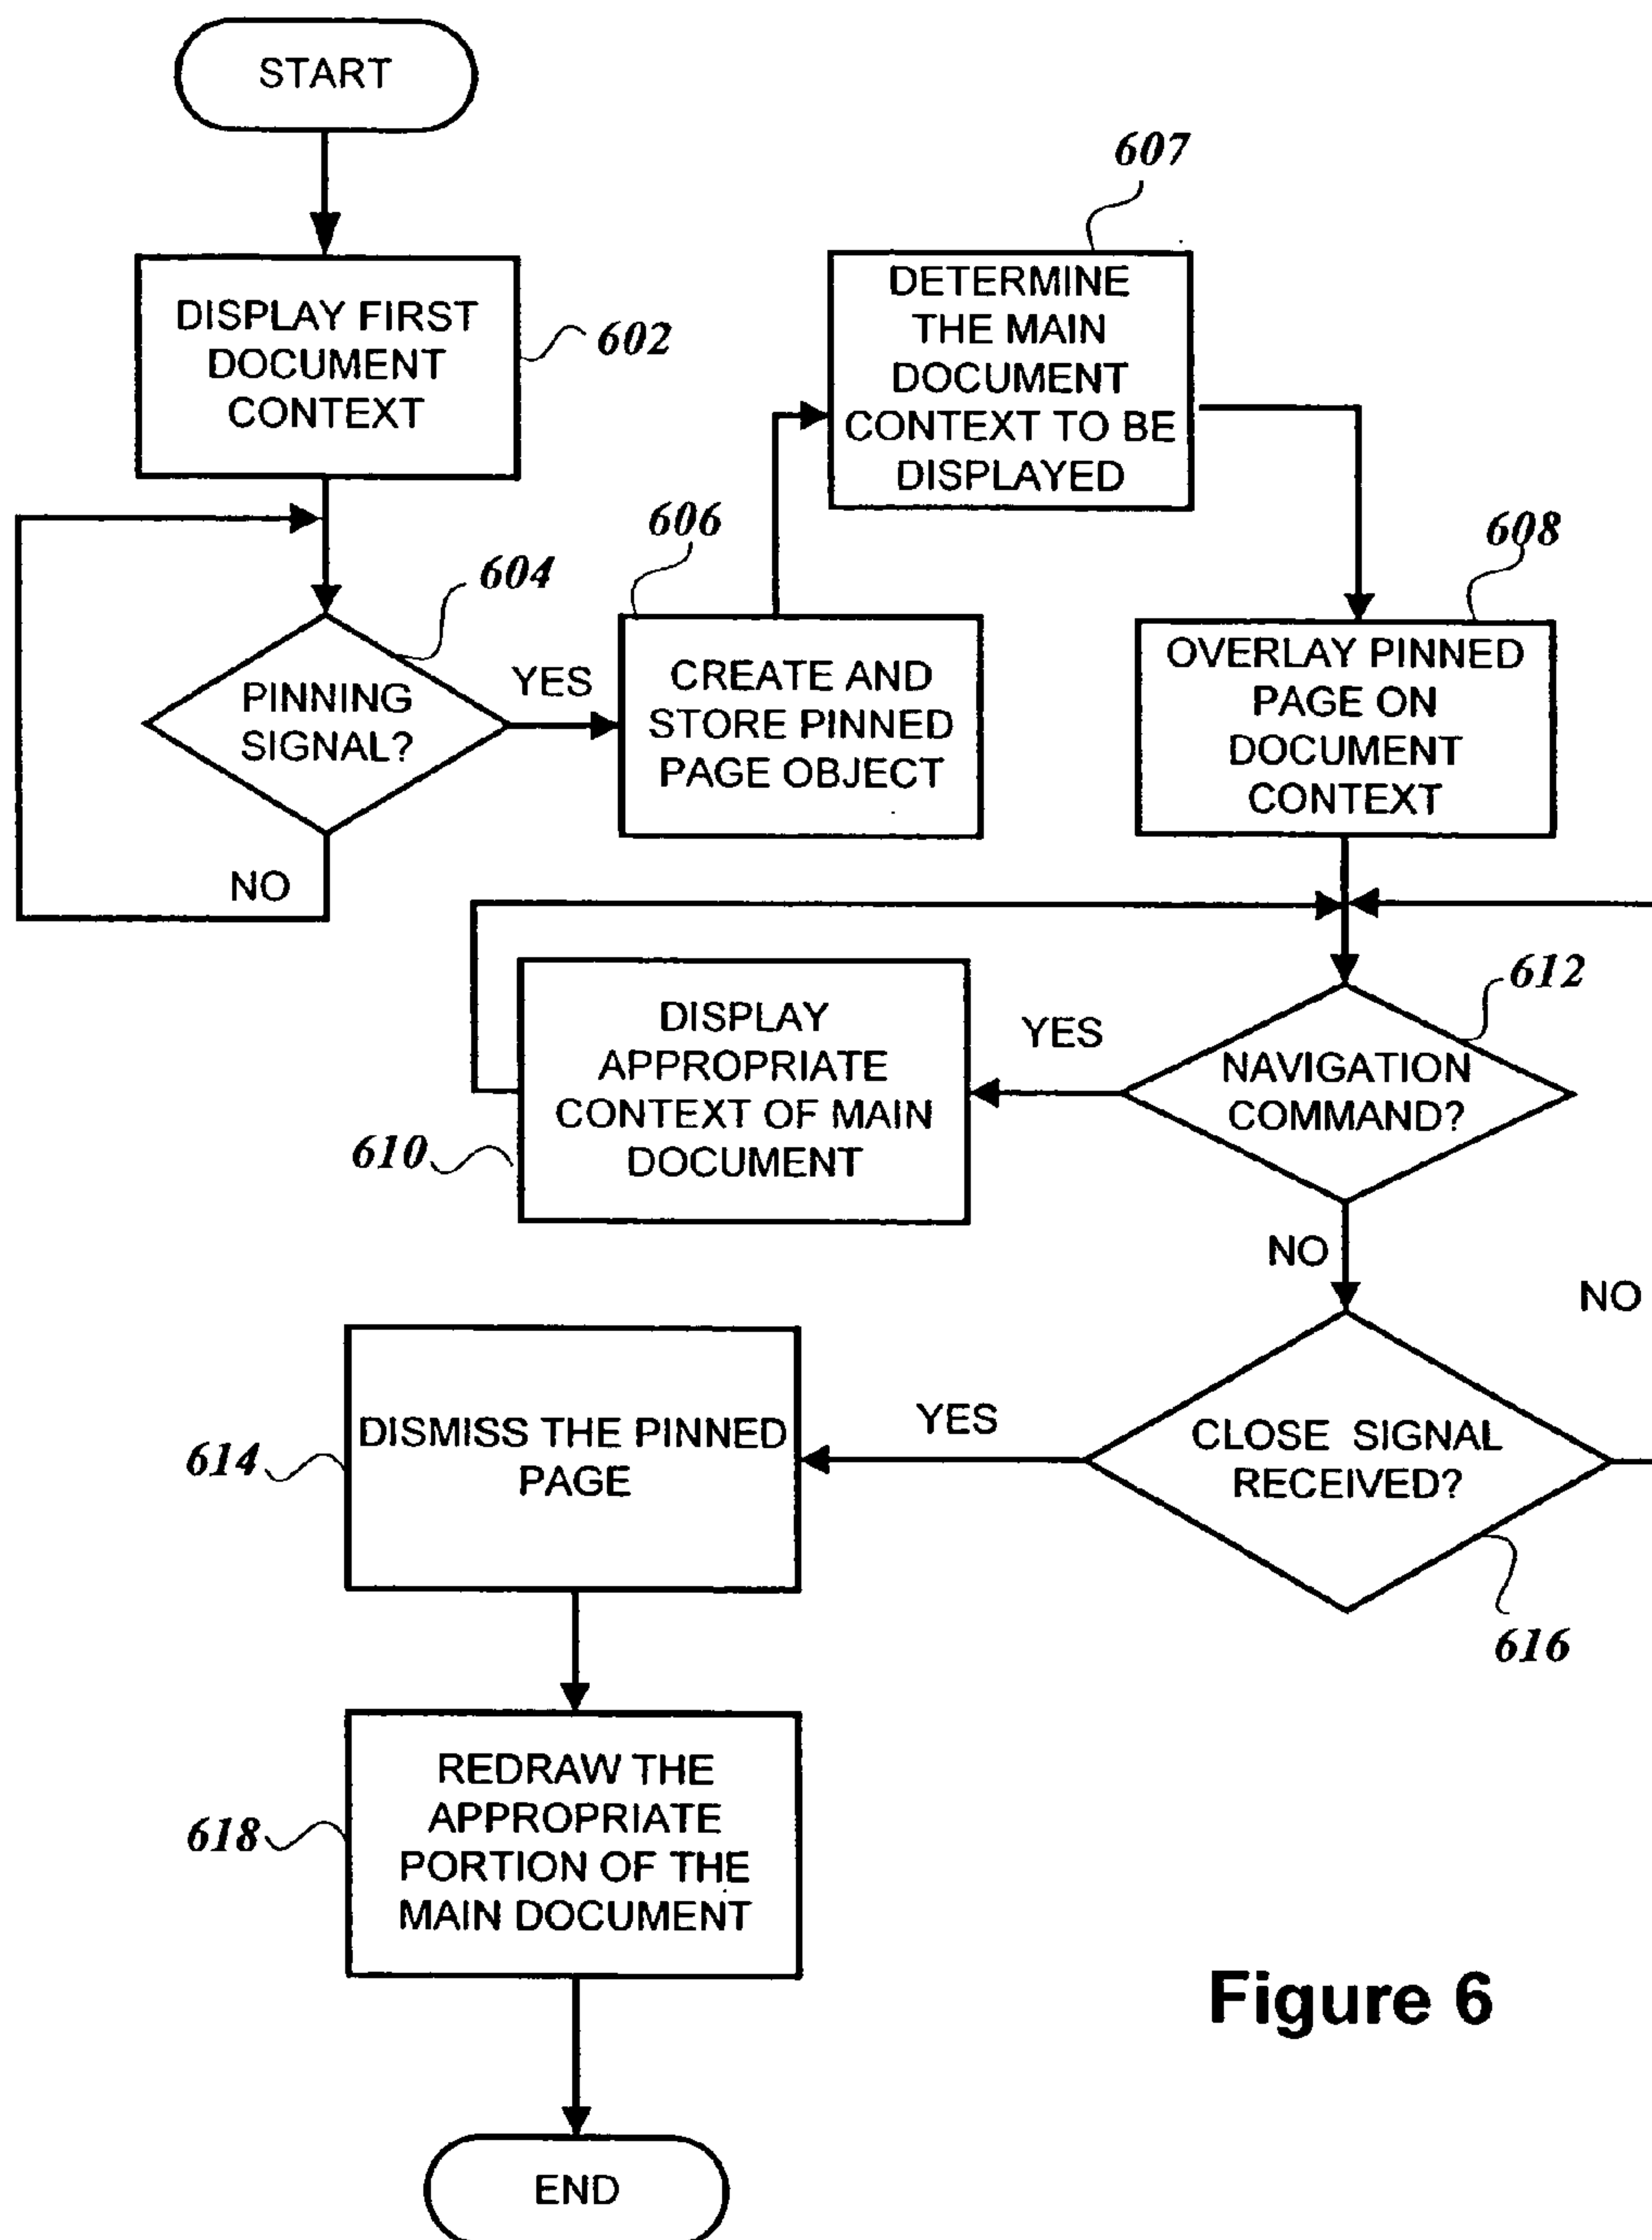 START
DISPLAY FIRST
DOCUMENT
CONTEXT
602
PINNING
SIGNAL?
604
YES
NO
CREATE AND
STORE PINNED
PAGE OBJECT
606
DETERMINE
THE MAIN
DOCUMENT
CONTEXT TO BE
DISPLAYED
607
OVERLAY PINNED
PAGE ON
DOCUMENT
CONTEXT
608
NAVIGATION
COMMAND?
612
YES
NO
DISPLAY
APPROPRIATE
CONTEXT OF MAIN
DOCUMENT
610
CLOSE SIGNAL
RECEIVED?
616
YES
NO
DISMISS THE PINNED
PAGE
614
REDRAW THE
APPROPRIATE
PORTION OF THE
MAIN DOCUMENT
618
END
Figure 6